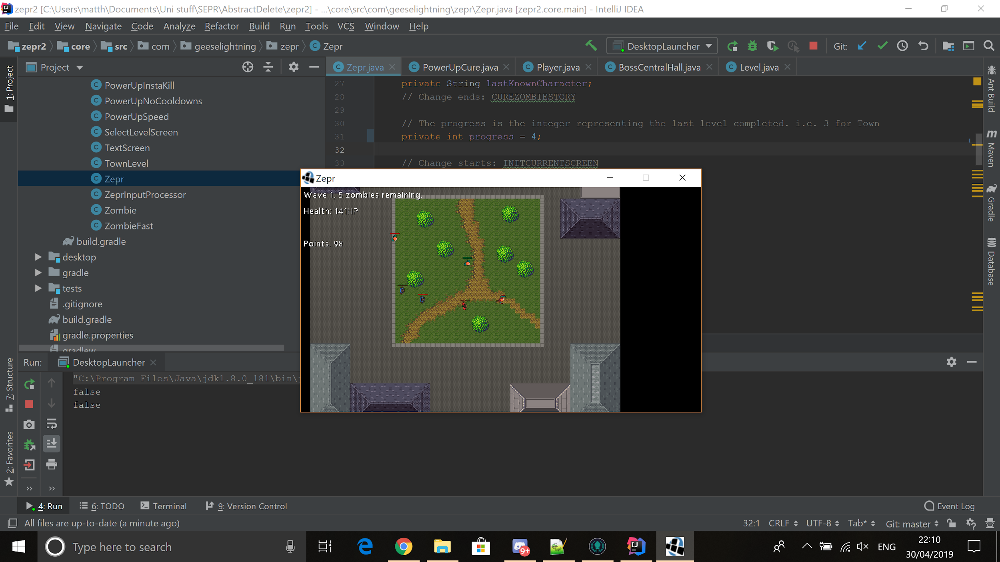 zepr2 [C:\Users\matth\Documents\Uni stuff\SEPR\AbstractDelete\zepr2] - ...\core\src\com\geeselightning\zepr\Zepr.java [zepr2.core.main] - IntelliJ IDEA
File Edit View Navigate Code Analyze Refactor Build Run Tools VCS Window Help
zepr2 core src com geeselightning zepr Zepr
DesktopLauncher
Git:
1: Project
Project
Zepr.java PowerUpCure.java Player.java BossCentralHall.java Level.java
PowerUpInstaKill
PowerUpNoCooldowns
PowerUpSpeed
SelectLevelScreen
TextScreen
TownLevel
Zepr
ZeprInputProcessor
Zombie
ZombieFast
build.gradle
desktop
gradle
tests
.gitignore
build.gradle
gradle.properties
gradlew
27 private String lastKnownCharacter;
28 // Change ends: CUREZOMBIESTORY
29
30 // The progress is the integer representing the last level completed. i.e. 3 for Town
31 private int progress = 4;
32
33 // Change starts: INITCURRENTSCREEN
Ant Build
Maven
Gradle
Database
Zepr
Wave 1, 5 zombies remaining.
Health: 141HP
Points: 98
7: Structure
2: Favorites
Run: DesktopLauncher
"C:\Program Files\Java\jdk1.8.0_181\bin\j
false
false
4: Run 6: TODO Terminal 9: Version Control Event Log
All files are up-to-date (a minute ago) 32:1 CRLF UTF-8 Tab* Git: master
Type here to search
9+
IJ
ENG
22:10
30/04/2019